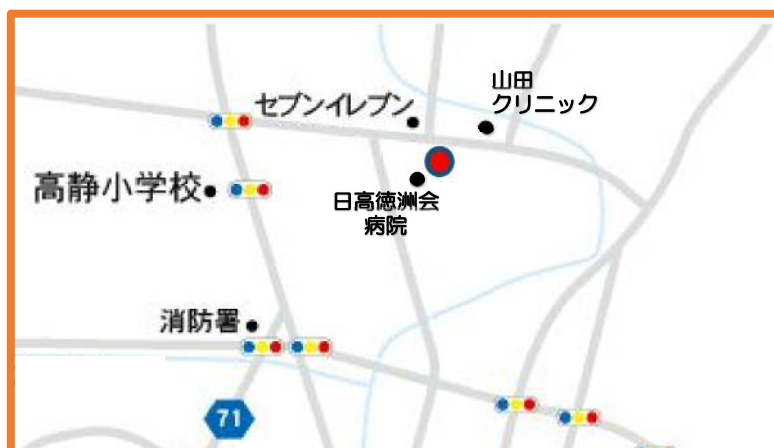 山田
クリニック
セブンイレブン
高静小学校
日高徳洲会
病院
消防署
71